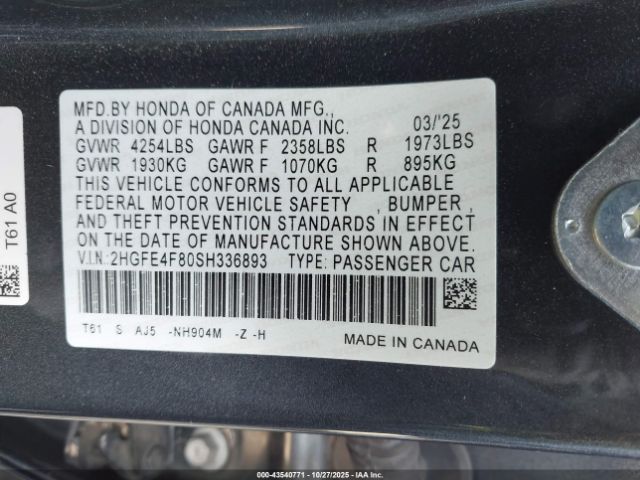 MFD.BY HONDA OF CANADA MFG.,
A DIVISION OF HONDA CANADA INC. 03/'25
GVWR 4254LBS GAWR F 2358LBS R 1973LBS
GVWR 1930KG GAWR F 1070KG R 895KG
THIS VEHICLE CONFORMS TO ALL APPLICABLE
FEDERAL MOTOR VEHICLE SAFETY , BUMPER ,
AND THEFT PREVENTION STANDARDS IN EFFECT
ON THE DATE OF MANUFACTURE SHOWN ABOVE.
V.I.N.:2HGFE4F80SH336893 TYPE: PASSENGER CAR
T61 S AJ5 -NH904M -Z -H
MADE IN CANADA
T61 A0
000-43540771 - 10/27/2025 - IAAI, Inc.